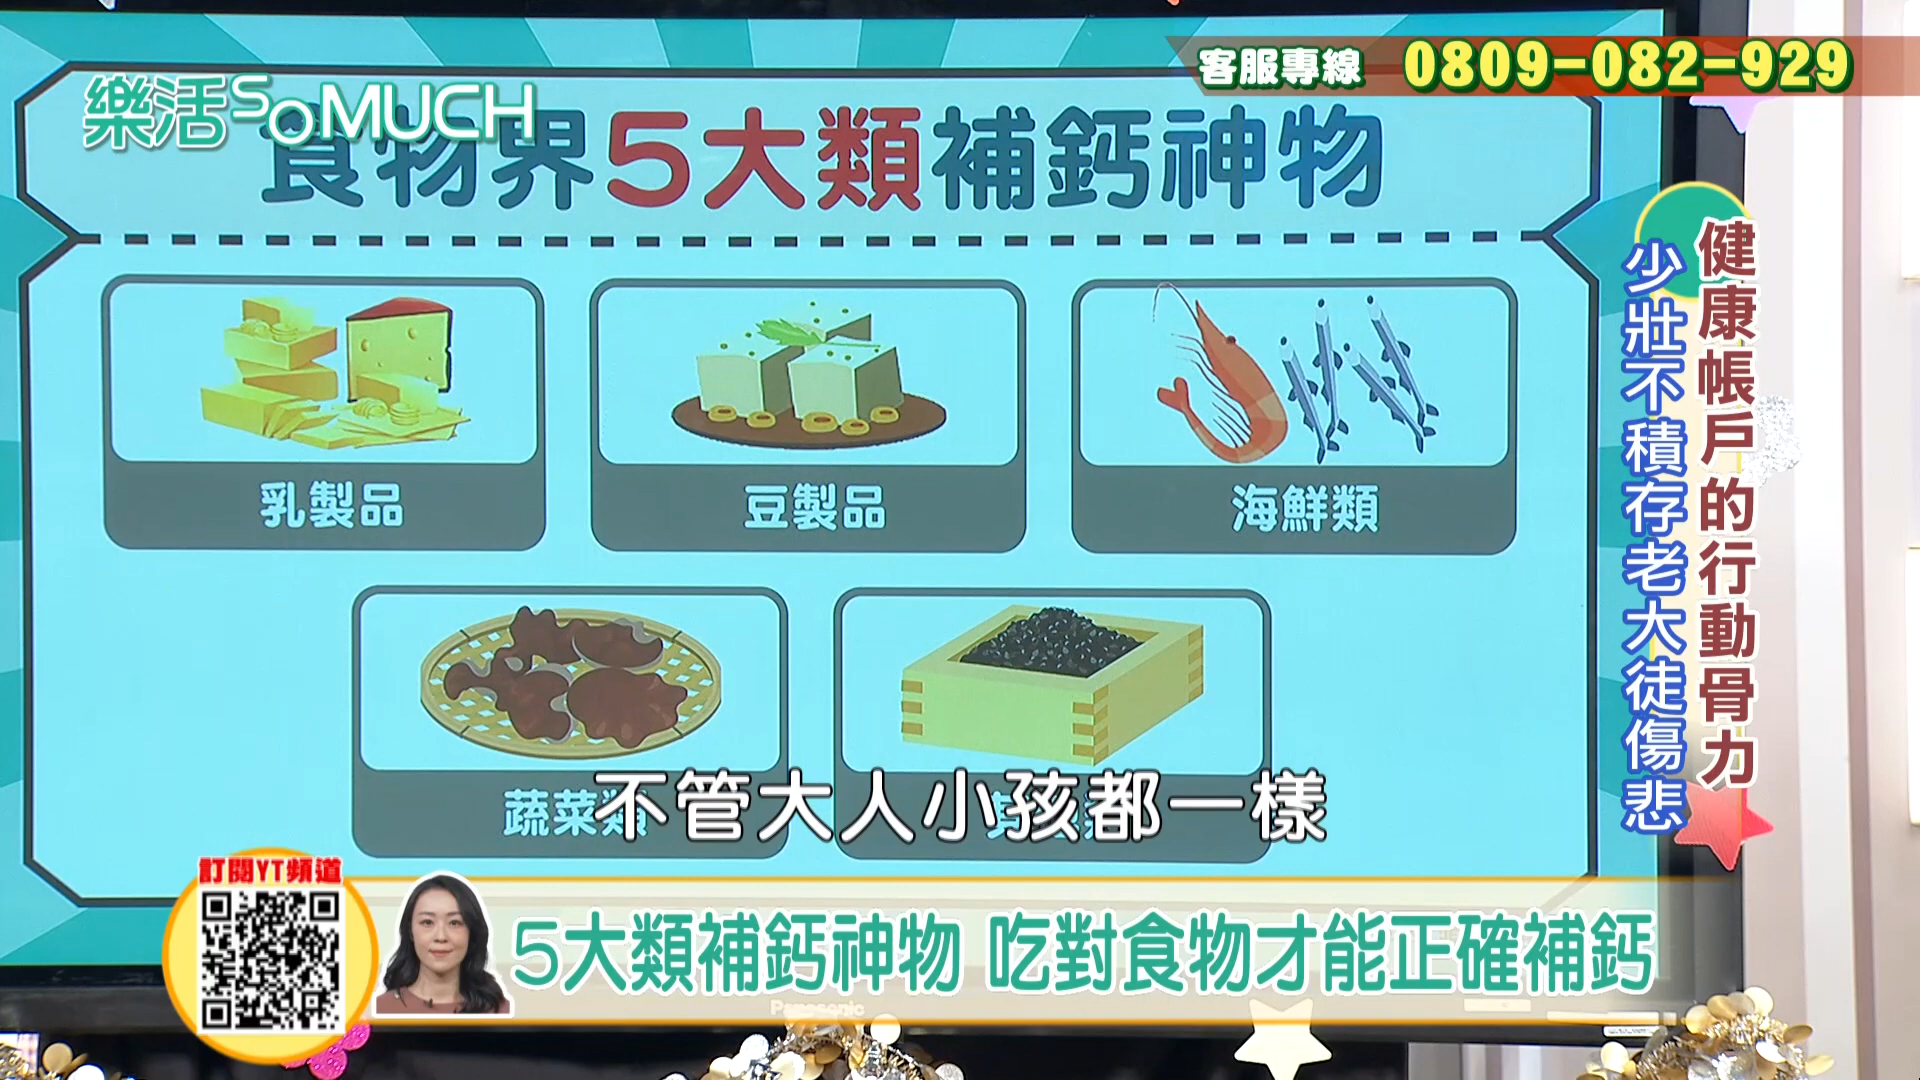 樂活SOMUCH
客服專線 0809-082-929
食物界5大類補鈣神物
健康帳戶的行動骨力
少壯不積存老大徒傷悲
乳製品
豆製品
海鮮類
蔬菜類
不管大人小孩都一樣
訂閱YT頻道
5大類補鈣神物 吃對食物才能正確補鈣
Panasonic